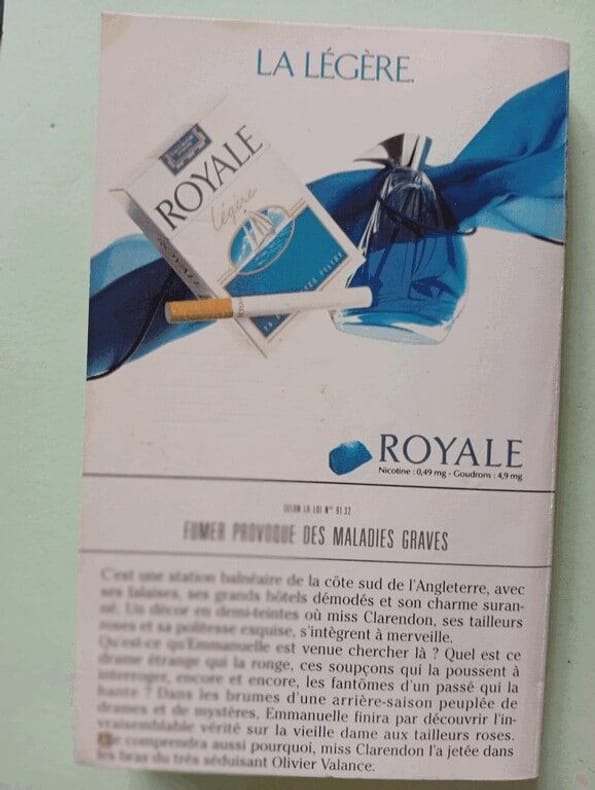 LA LÉGÈRE.
ROYALE
Légère
ROYALE
ROYALE
Nicotine : 0,49 mg - Goudrons : 4,9 mg
SELON LA LOI N° 91.32
FUMER PROVOQUE DES MALADIES GRAVES
C'est une station balnéaire de la côte sud de l'Angleterre, avec
ses falaises, ses grands hôtels démodés et son charme suran-
né. Un décor en demi-teintes où miss Clarendon, ses tailleurs
roses et sa politesse exquise, s'intègrent à merveille.
Qu'est-ce qu'Emmanuelle est venue chercher là ? Quel est ce
drame étrange qui la ronge, ces soupçons qui la poussent à
interroger, encore et encore, les fantômes d'un passé qui la
hante ? Dans les brumes d'une arrière-saison peuplée de
drames et de mystères, Emmanuelle finira par découvrir l'in-
vraisemblable vérité sur la vieille dame aux tailleurs roses.
comprendra aussi pourquoi, miss Clarendon l'a jetée dans
les bras du très séduisant Olivier Valance.